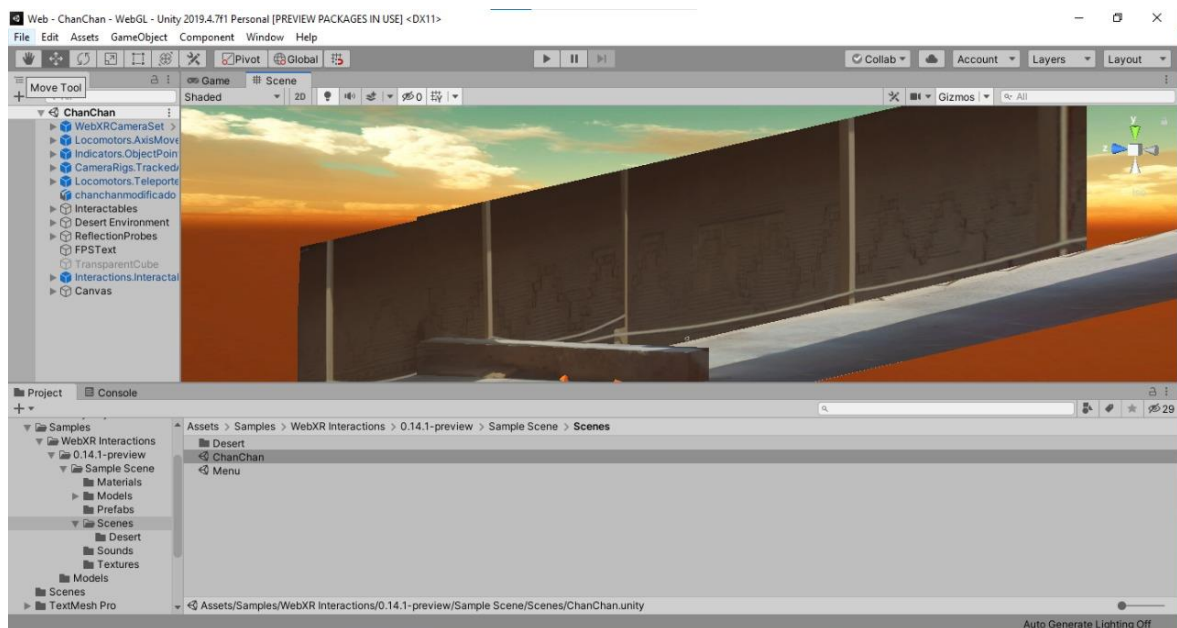 Web - ChanChan - WebGL - Unity 2019.4.7f1 Personal [PREVIEW PACKAGES IN USE] <DX11>
File Edit Assets GameObject Component Window Help
Pivot Global Collab Account Layers Layout
Move Tool Game Scene
Shaded 2D 0 Gizmos All
ChanChan
WebXRCameraSet
Locomotors.AxisMove
Indicators.ObjectPoin
CameraRigs.Tracked
Locomotors.Teleporte
chanchanmodificado
Interactables
Desert Environment
ReflectionProbes
FPSText
TransparentCube
Interactions.Interactal
Canvas
y
z
Project Console
29
Samples
WebXR Interactions
0.14.1-preview
Sample Scene
Materials
Models
Prefabs
Scenes
Desert
Sounds
Textures
Models
Scenes
TextMesh Pro
Assets > Samples > WebXR Interactions > 0.14.1-preview > Sample Scene > Scenes
Desert
ChanChan
Menu
Assets/Samples/WebXR Interactions/0.14.1-preview/Sample Scene/Scenes/ChanChan.unity
Auto Generate Lighting Off